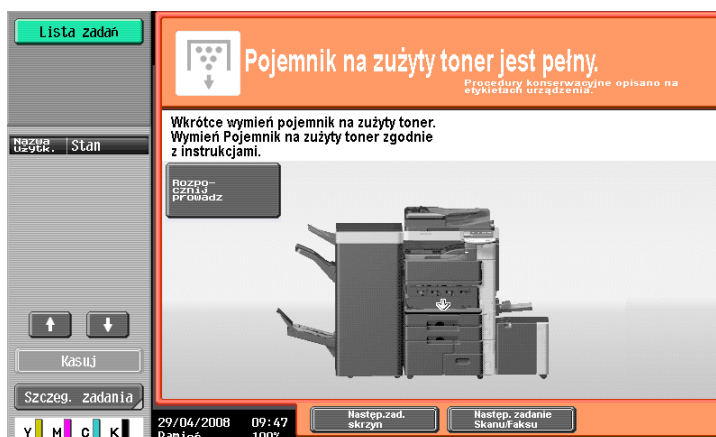 Lista zadań
Pojemnik na zużyty toner jest pełny.
Procedury konserwacyjne opisano na
etykietach urządzenia.
Wkrótce wymień pojemnik na zużyty toner.
Wymień Pojemnik na zużyty toner zgodnie
z instrukcjami.
Nazwa
użytk.
Stan
Rozpo-
cznij
prowadz
Kasuj
Szczeg. zadania
Y M C K
29/04/2008 09:47
Pamięć 100%
Następ.zad.
skrzyn
Następ. zadanie
Skanu/Faksu